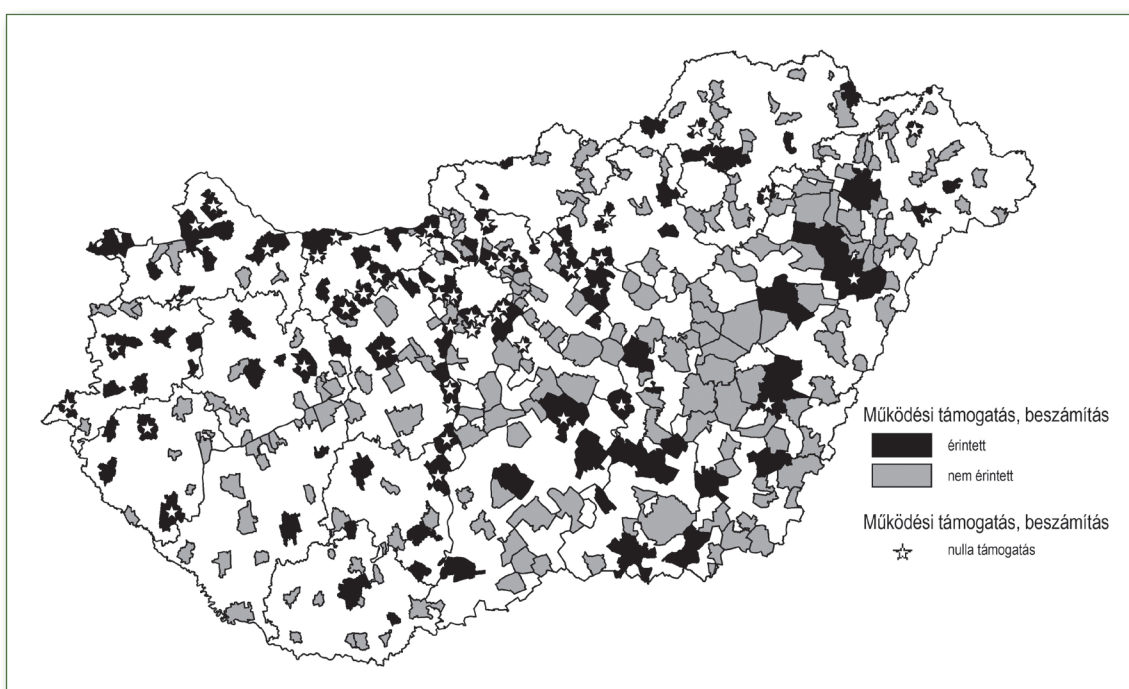 Működési támogatás, beszámítás
érintett
nem érintett
Működési támogatás, beszámítás
nulla támogatás